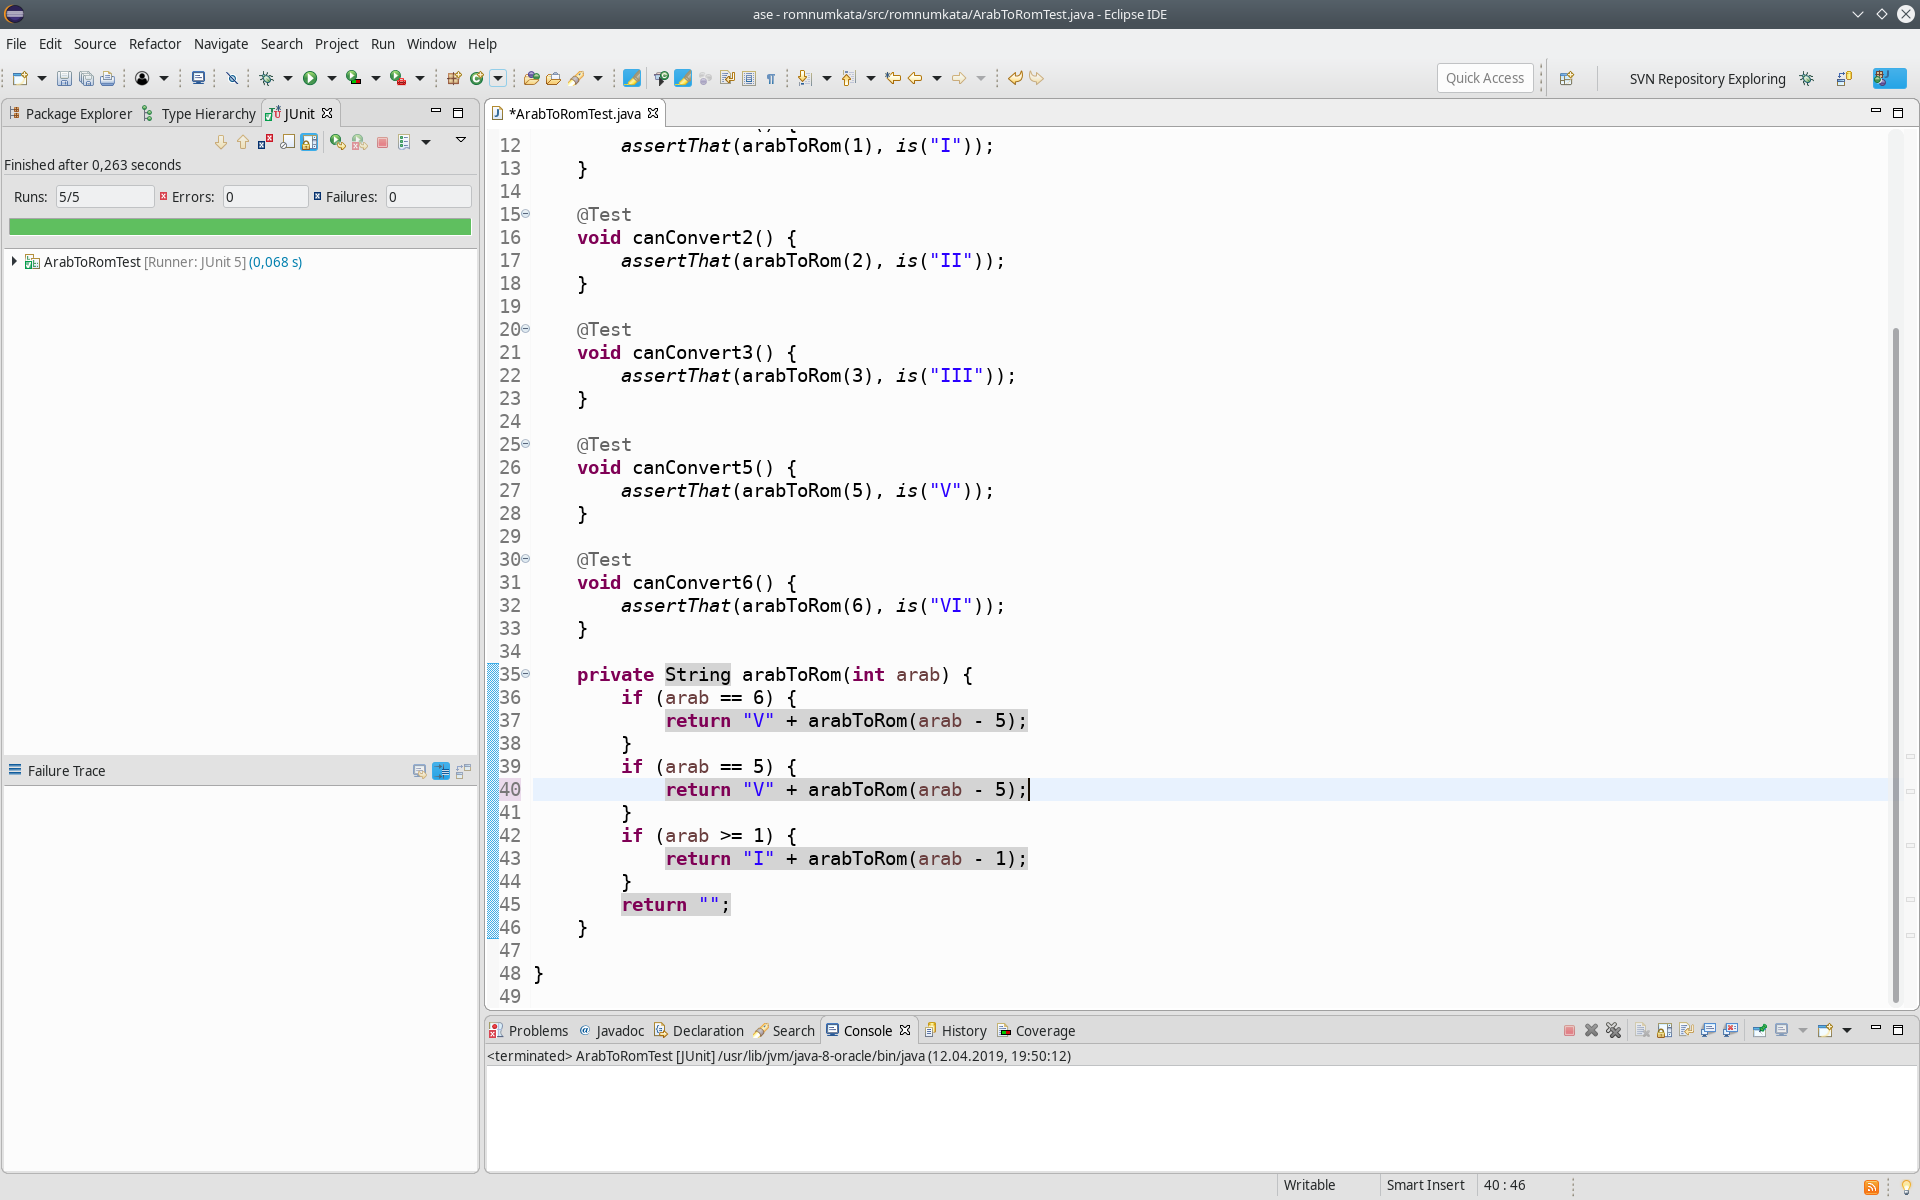 ase - romnumkata/src/romnumkata/ArabToRomTest.java - Eclipse IDE
File Edit Source Refactor Navigate Search Project Run Window Help
Quick Access
SVN Repository Exploring
Package Explorer Type Hierarchy JUnit
Finished after 0,263 seconds
Runs: 5/5 Errors: 0 Failures: 0
ArabToRomTest [Runner: JUnit 5] (0,068 s)
Failure Trace
*ArabToRomTest.java
12 assertThat(arabToRom(1), is("I"));
13 }
14
15 @Test
16 void canConvert2() {
17 assertThat(arabToRom(2), is("II"));
18 }
19
20 @Test
21 void canConvert3() {
22 assertThat(arabToRom(3), is("III"));
23 }
24
25 @Test
26 void canConvert5() {
27 assertThat(arabToRom(5), is("V"));
28 }
29
30 @Test
31 void canConvert6() {
32 assertThat(arabToRom(6), is("VI"));
33 }
34
35 private String arabToRom(int arab) {
36 if (arab == 6) {
37 return "V" + arabToRom(arab - 5);
38 }
39 if (arab == 5) {
40 return "V" + arabToRom(arab - 5);
41 }
42 if (arab >= 1) {
43 return "I" + arabToRom(arab - 1);
44 }
45 return "";
46 }
47
48 }
49
Problems Javadoc Declaration Search Console History Coverage
<terminated> ArabToRomTest [JUnit] /usr/lib/jvm/java-8-oracle/bin/java (12.04.2019, 19:50:12)
Writable Smart Insert 40 : 46